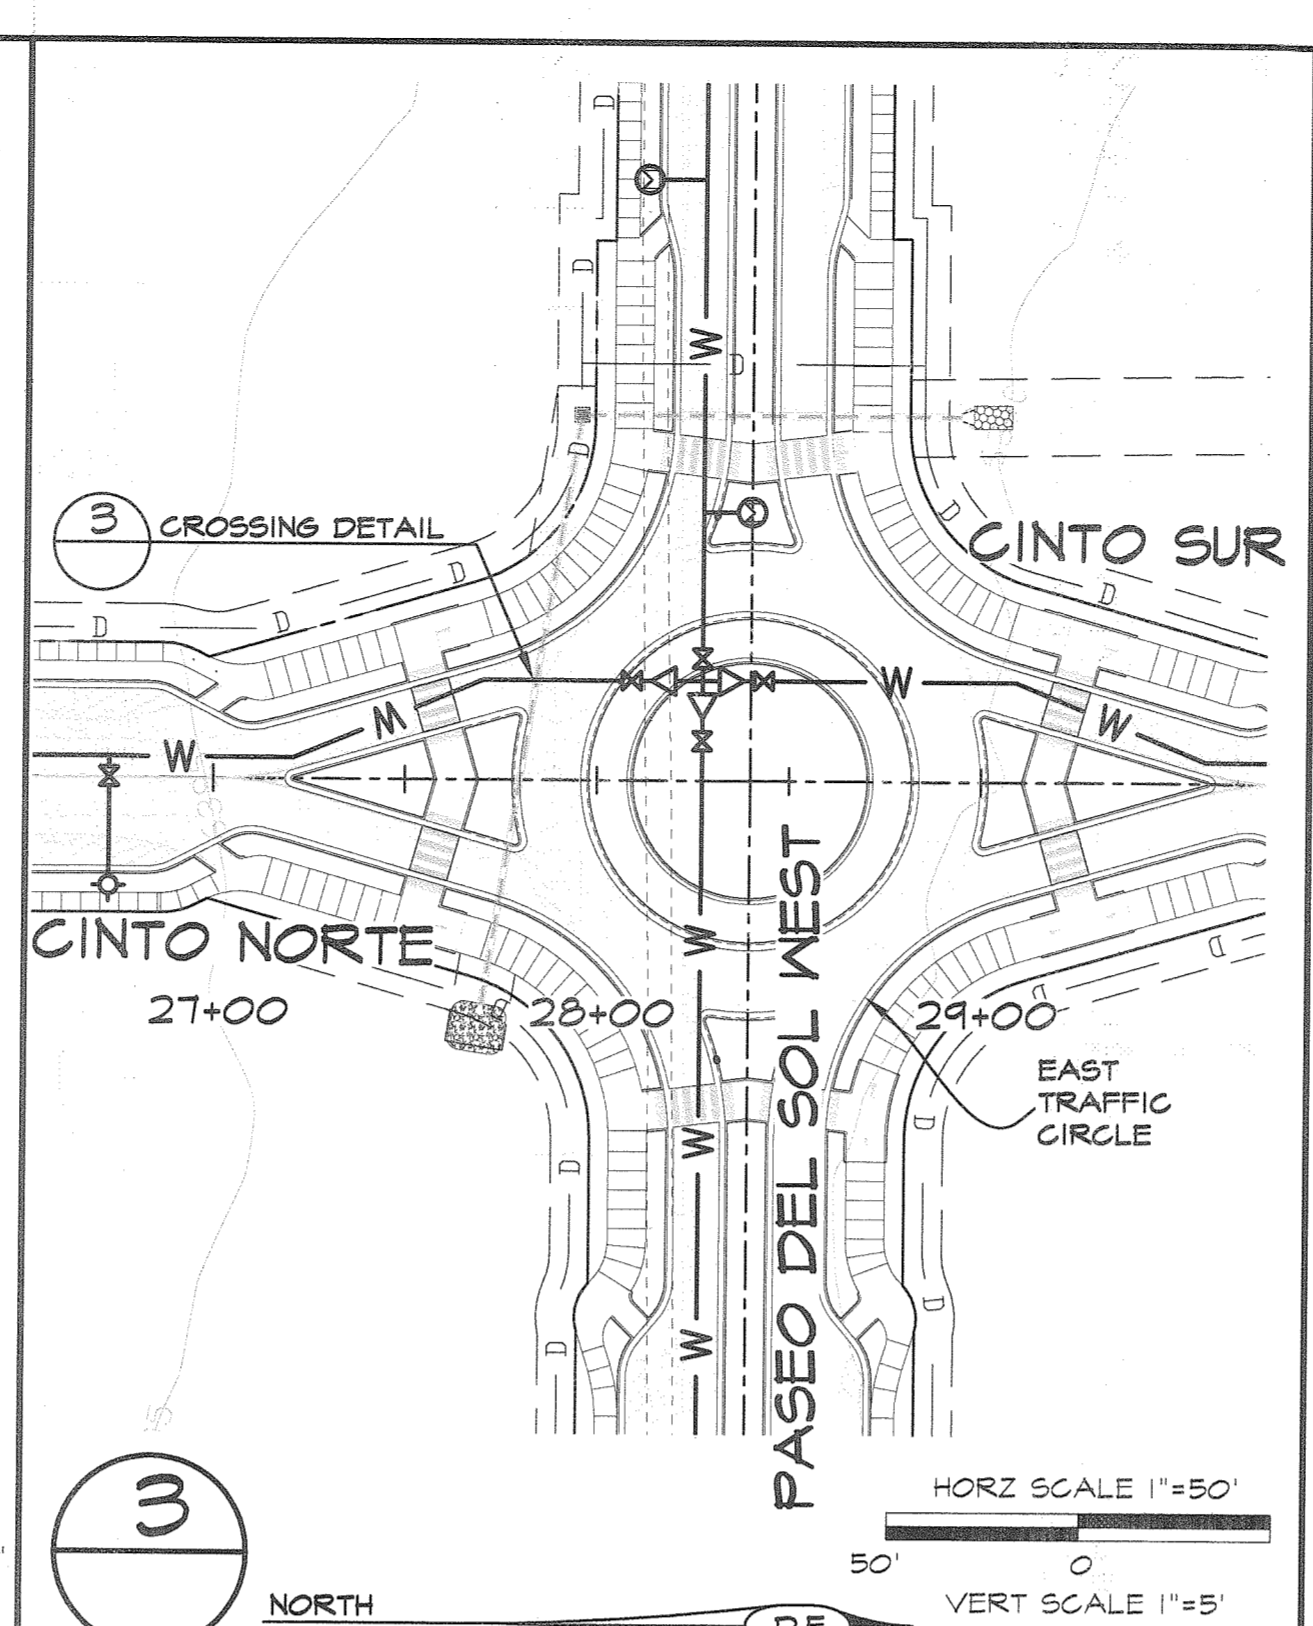 D
D
W
D
D
3 CROSSING DETAIL
D
CINTO SUR
D
D
D
D
W
W
W
W
CINTO NORTE
W
D
27+00
28+00
29+00
D
EAST
TRAFFIC
CIRCLE
PASEO DEL SOL WEST
D
W
D
D
W
D
3
HORZ SCALE 1"=50'
50' 0
VERT SCALE 1"=5'
NORTH